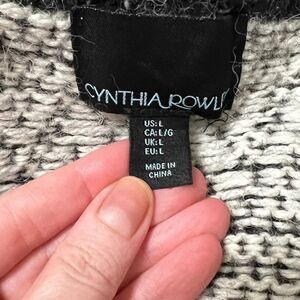 CYNTHIA ROWL
US: L
CA: L/G
UK: L
EU: L
MADE IN
CHINA